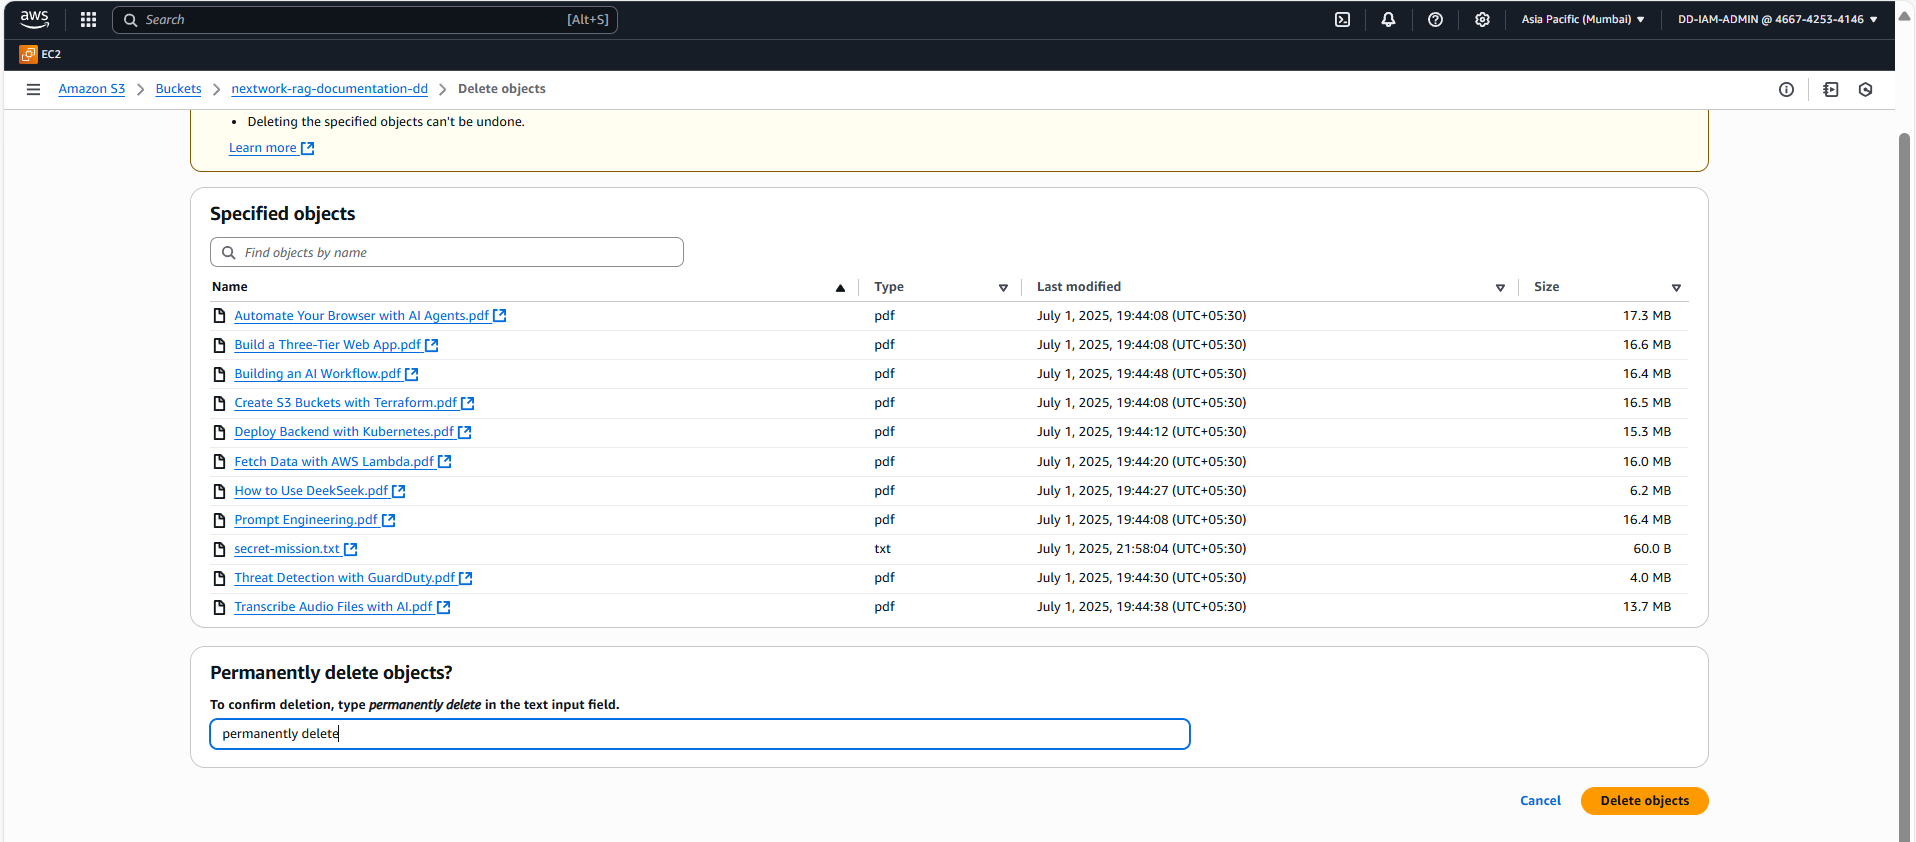 aws
Search
[Alt+S]
Asia Pacific (Mumbai)
DD-IAM-ADMIN @ 4667-4253-4146
EC2
Amazon S3
Buckets
nextwork-rag-documentation-dd
Delete objects
Deleting the specified objects can't be undone.
Learn more
Specified objects
Find objects by name
Name Type Last modified Size
Automate Your Browser with AI Agents.pdf pdf July 1, 2025, 19:44:08 (UTC+05:30) 17.3 MB
Build a Three-Tier Web App.pdf pdf July 1, 2025, 19:44:08 (UTC+05:30) 16.6 MB
Building an AI Workflow.pdf pdf July 1, 2025, 19:44:48 (UTC+05:30) 16.4 MB
Create S3 Buckets with Terraform.pdf pdf July 1, 2025, 19:44:08 (UTC+05:30) 16.5 MB
Deploy Backend with Kubernetes.pdf pdf July 1, 2025, 19:44:12 (UTC+05:30) 15.3 MB
Fetch Data with AWS Lambda.pdf pdf July 1, 2025, 19:44:20 (UTC+05:30) 16.0 MB
How to Use DeekSeek.pdf pdf July 1, 2025, 19:44:27 (UTC+05:30) 6.2 MB
Prompt Engineering.pdf pdf July 1, 2025, 19:44:08 (UTC+05:30) 16.4 MB
secret-mission.txt txt July 1, 2025, 21:58:04 (UTC+05:30) 60.0 B
Threat Detection with GuardDuty.pdf pdf July 1, 2025, 19:44:30 (UTC+05:30) 4.0 MB
Transcribe Audio Files with AI.pdf pdf July 1, 2025, 19:44:38 (UTC+05:30) 13.7 MB
Permanently delete objects?
To confirm deletion, type permanently delete in the text input field.
permanently delete
Cancel
Delete objects